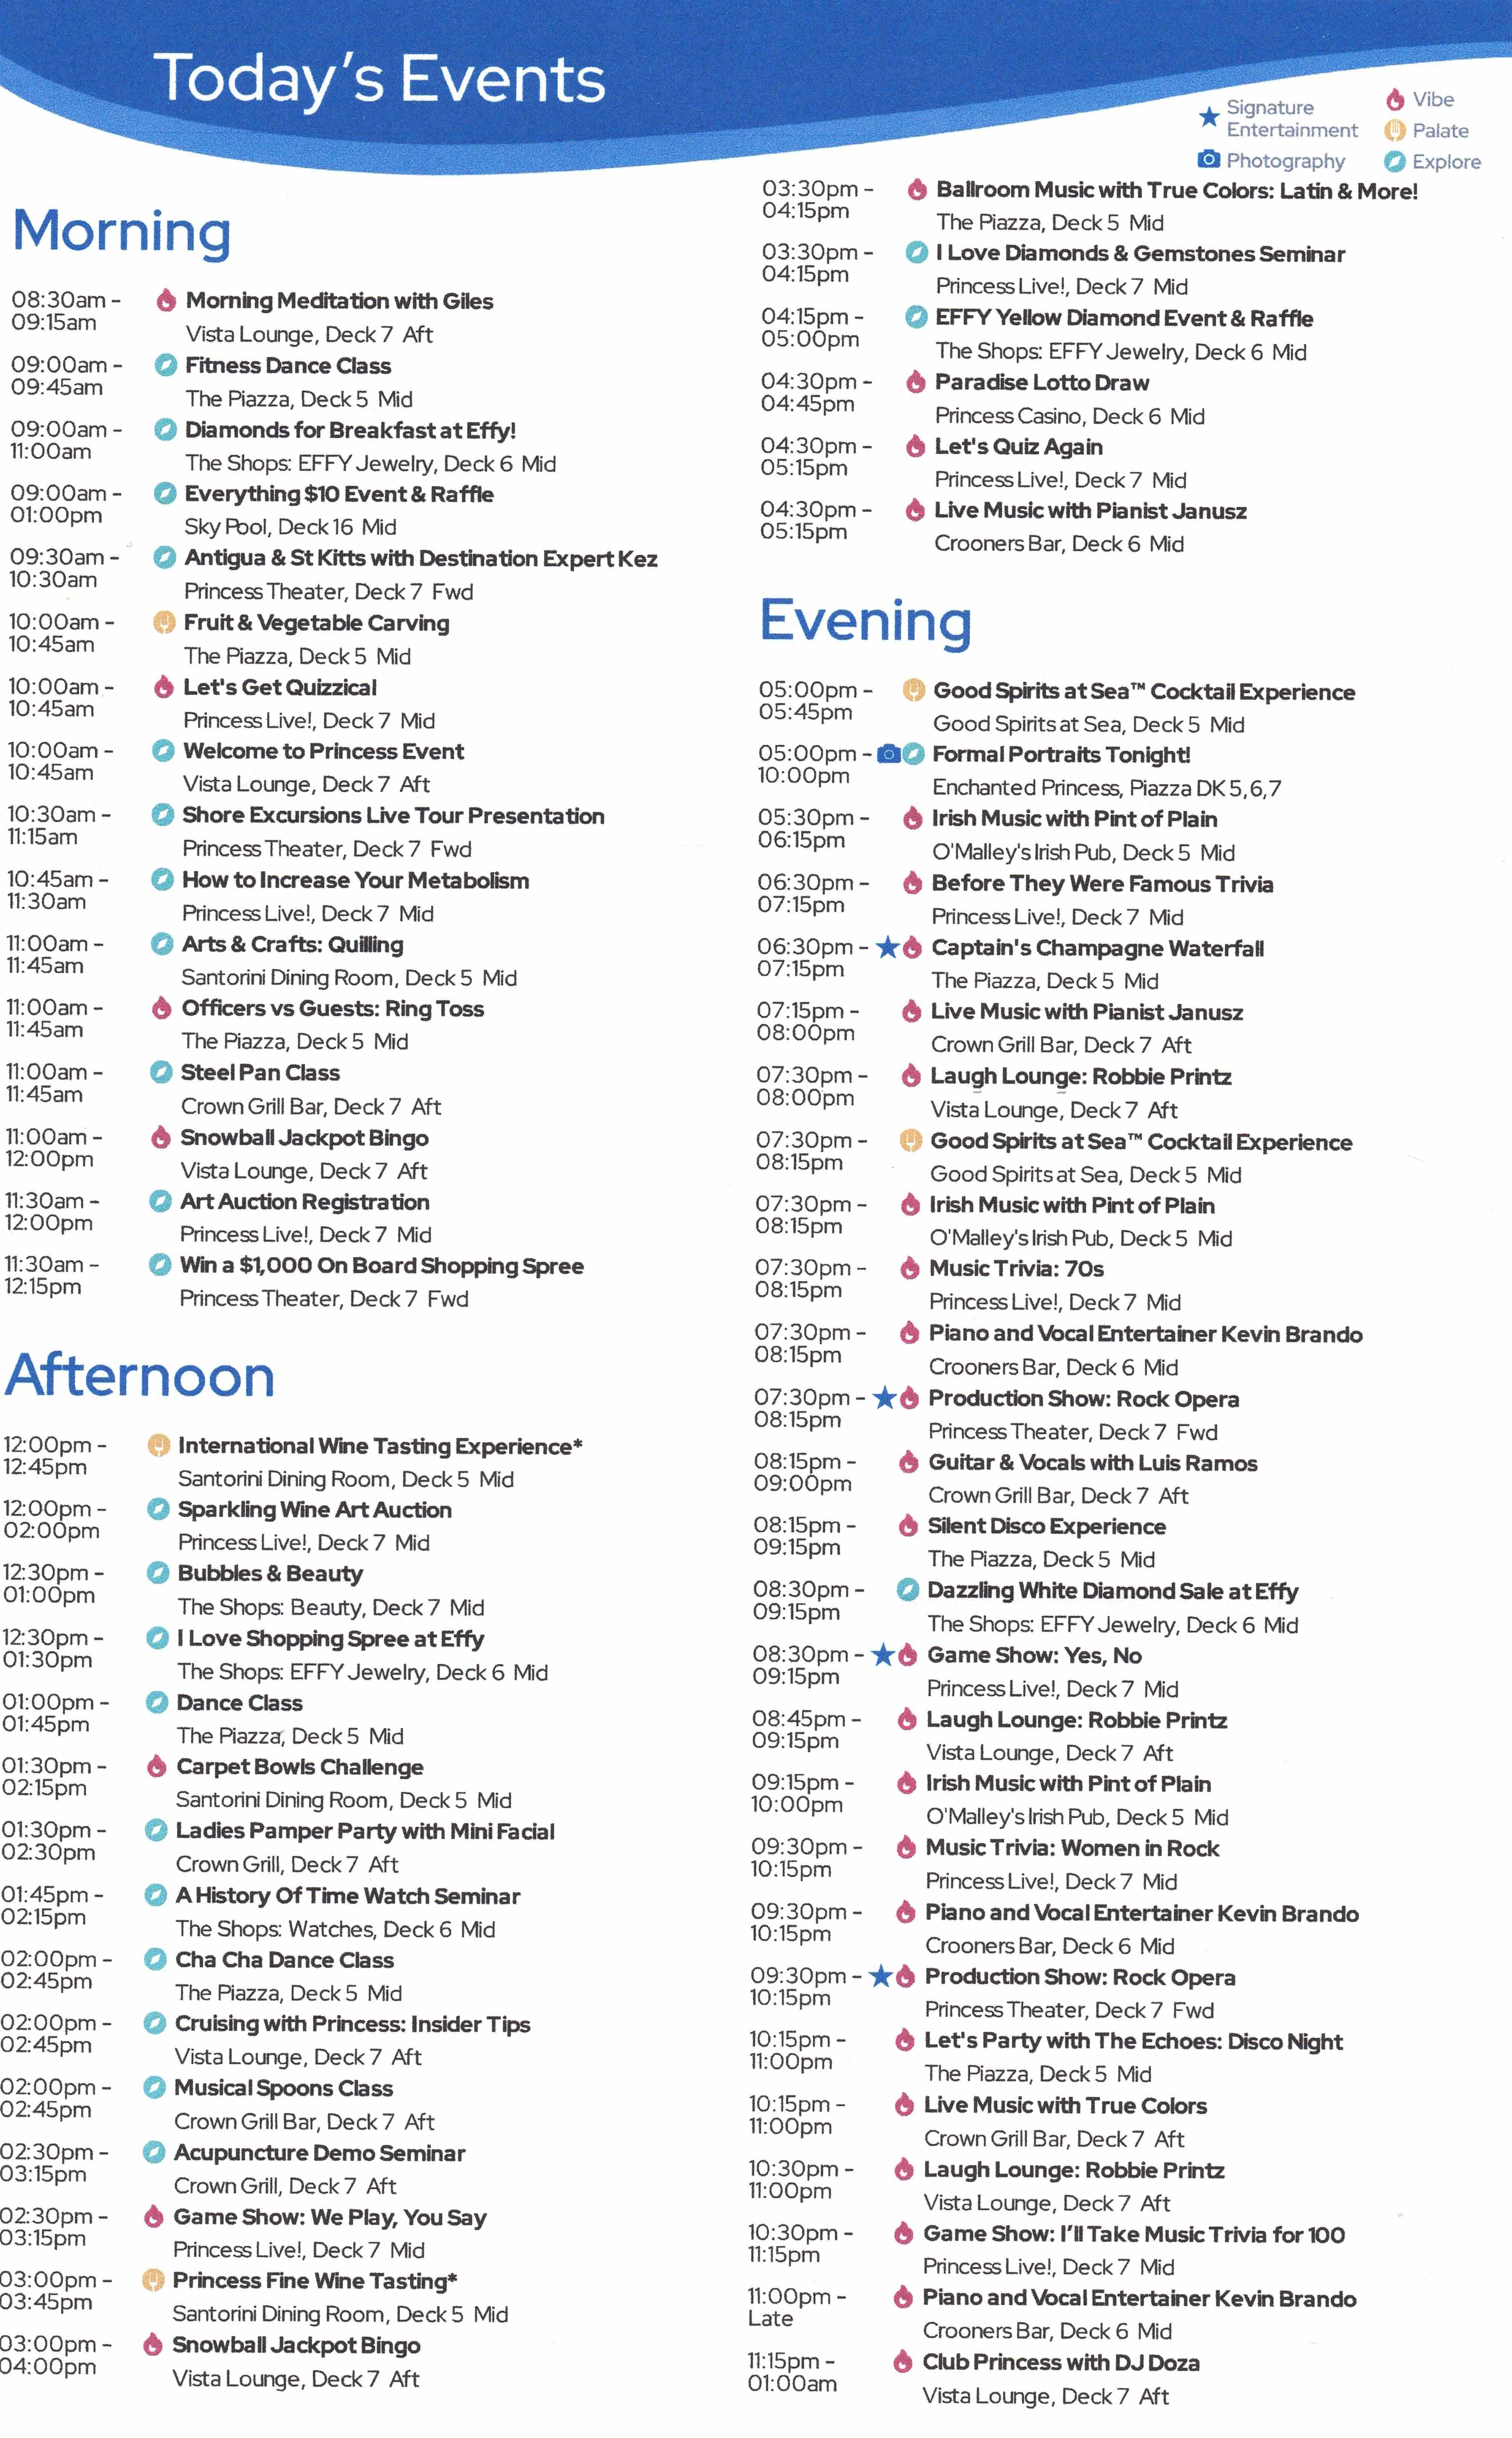 Today's Events
Signature
Entertainment
Photography
Vibe
Palate
Explore
Morning
08:30am - Morning Meditation with Giles
09:15am
Vista Lounge, Deck 7 Aft
09:00am - Fitness Dance Class
09:45am
The Piazza, Deck 5 Mid
09:00am - Diamonds for Breakfast at Effy!
11:00am
The Shops: EFFY Jewelry, Deck 6 Mid
09:00am - Everything $10 Event & Raffle
01:00pm
Sky Pool, Deck 16 Mid
09:30am - Antigua & St Kitts with Destination Expert Kez
10:30am
Princess Theater, Deck 7 Fwd
10:00am - Fruit & Vegetable Carving
10:45am
The Piazza, Deck 5 Mid
10:00am - Let's Get Quizzical
10:45am
Princess Live!, Deck 7 Mid
10:00am - Welcome to Princess Event
10:45am
Vista Lounge, Deck 7 Aft
10:30am - Shore Excursions Live Tour Presentation
11:15am
Princess Theater, Deck 7 Fwd
10:45am - How to Increase Your Metabolism
11:30am
Princess Live!, Deck 7 Mid
11:00am - Arts & Crafts: Quilling
11:45am
Santorini Dining Room, Deck 5 Mid
11:00am - Officers vs Guests: Ring Toss
11:45am
The Piazza, Deck 5 Mid
11:00am - Steel Pan Class
11:45am
Crown Grill Bar, Deck 7 Aft
11:00am - Snowball Jackpot Bingo
12:00pm
Vista Lounge, Deck 7 Aft
11:30am - Art Auction Registration
12:00pm
Princess Live!, Deck 7 Mid
11:30am - Win a $1,000 On Board Shopping Spree
12:15pm
Princess Theater, Deck 7 Fwd
Afternoon
12:00pm - International Wine Tasting Experience*
12:45pm
Santorini Dining Room, Deck 5 Mid
12:00pm - Sparkling Wine Art Auction
02:00pm
Princess Live!, Deck 7 Mid
12:30pm - Bubbles & Beauty
01:00pm
The Shops: Beauty, Deck 7 Mid
12:30pm - I Love Shopping Spree at Effy
01:30pm
The Shops: EFFY Jewelry, Deck 6 Mid
01:00pm - Dance Class
01:45pm
The Piazza, Deck 5 Mid
01:30pm - Carpet Bowls Challenge
02:15pm
Santorini Dining Room, Deck 5 Mid
01:30pm - Ladies Pamper Party with Mini Facial
02:30pm
Crown Grill, Deck 7 Aft
01:45pm - A History Of Time Watch Seminar
02:15pm
The Shops: Watches, Deck 6 Mid
02:00pm - Cha Cha Dance Class
02:45pm
The Piazza, Deck 5 Mid
02:00pm - Cruising with Princess: Insider Tips
02:45pm
Vista Lounge, Deck 7 Aft
02:00pm - Musical Spoons Class
02:45pm
Crown Grill Bar, Deck 7 Aft
02:30pm - Acupuncture Demo Seminar
03:15pm
Crown Grill, Deck 7 Aft
02:30pm - Game Show: We Play, You Say
03:15pm
Princess Live!, Deck 7 Mid
03:00pm - Princess Fine Wine Tasting*
03:45pm
Santorini Dining Room, Deck 5 Mid
03:00pm - Snowball Jackpot Bingo
04:00pm
Vista Lounge, Deck 7 Aft
03:30pm - Ballroom Music with True Colors: Latin & More!
04:15pm
The Piazza, Deck 5 Mid
03:30pm - I Love Diamonds & Gemstones Seminar
04:15pm
Princess Live!, Deck 7 Mid
04:15pm - EFFY Yellow Diamond Event & Raffle
05:00pm
The Shops: EFFY Jewelry, Deck 6 Mid
04:30pm - Paradise Lotto Draw
04:45pm
Princess Casino, Deck 6 Mid
04:30pm - Let's Quiz Again
05:15pm
Princess Live!, Deck 7 Mid
04:30pm - Live Music with Pianist Janusz
05:15pm
Crooners Bar, Deck 6 Mid
Evening
05:00pm - Good Spirits at Sea™ Cocktail Experience
05:45pm
Good Spirits at Sea, Deck 5 Mid
05:00pm - Formal Portraits Tonight!
10:00pm
Enchanted Princess, Piazza DK 5,6,7
05:30pm - Irish Music with Pint of Plain
06:15pm
O'Malley's Irish Pub, Deck 5 Mid
06:30pm - Before They Were Famous Trivia
07:15pm
Princess Live!, Deck 7 Mid
06:30pm - Captain's Champagne Waterfall
07:15pm
The Piazza, Deck 5 Mid
07:15pm - Live Music with Pianist Janusz
08:00pm
Crown Grill Bar, Deck 7 Aft
07:30pm - Laugh Lounge: Robbie Printz
08:00pm
Vista Lounge, Deck 7 Aft
07:30pm - Good Spirits at Sea™ Cocktail Experience
08:15pm
Good Spirits at Sea, Deck 5 Mid
07:30pm - Irish Music with Pint of Plain
08:15pm
O'Malley's Irish Pub, Deck 5 Mid
07:30pm - Music Trivia: 70s
08:15pm
Princess Live!, Deck 7 Mid
07:30pm - Piano and Vocal Entertainer Kevin Brando
08:15pm
Crooners Bar, Deck 6 Mid
07:30pm - Production Show: Rock Opera
08:15pm
Princess Theater, Deck 7 Fwd
08:15pm - Guitar & Vocals with Luis Ramos
09:00pm
Crown Grill Bar, Deck 7 Aft
08:15pm - Silent Disco Experience
09:15pm
The Piazza, Deck 5 Mid
08:30pm - Dazzling White Diamond Sale at Effy
09:15pm
The Shops: EFFY Jewelry, Deck 6 Mid
08:30pm - Game Show: Yes, No
09:15pm
Princess Live!, Deck 7 Mid
08:45pm - Laugh Lounge: Robbie Printz
09:15pm
Vista Lounge, Deck 7 Aft
09:15pm - Irish Music with Pint of Plain
10:00pm
O'Malley's Irish Pub, Deck 5 Mid
09:30pm - Music Trivia: Women in Rock
10:15pm
Princess Live!, Deck 7 Mid
09:30pm - Piano and Vocal Entertainer Kevin Brando
10:15pm
Crooners Bar, Deck 6 Mid
09:30pm - Production Show: Rock Opera
10:15pm
Princess Theater, Deck 7 Fwd
10:15pm - Let's Party with The Echoes: Disco Night
11:00pm
The Piazza, Deck 5 Mid
10:15pm - Live Music with True Colors
11:00pm
Crown Grill Bar, Deck 7 Aft
10:30pm - Laugh Lounge: Robbie Printz
11:00pm
Vista Lounge, Deck 7 Aft
10:30pm - Game Show: I'll Take Music Trivia for 100
11:15pm
Princess Live!, Deck 7 Mid
11:00pm - Piano and Vocal Entertainer Kevin Brando
Late
Crooners Bar, Deck 6 Mid
11:15pm - Club Princess with DJ Doza
01:00am
Vista Lounge, Deck 7 Aft